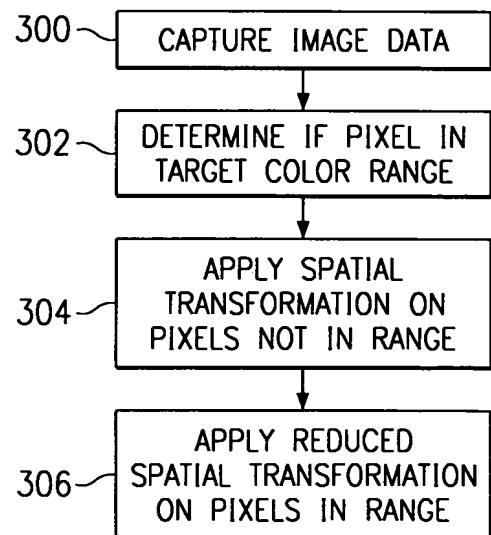 300
CAPTURE IMAGE DATA
302
DETERMINE IF PIXEL IN
TARGET COLOR RANGE
304
APPLY SPATIAL
TRANSFORMATION ON
PIXELS NOT IN RANGE
306
APPLY REDUCED
SPATIAL TRANSFORMATION
ON PIXELS IN RANGE